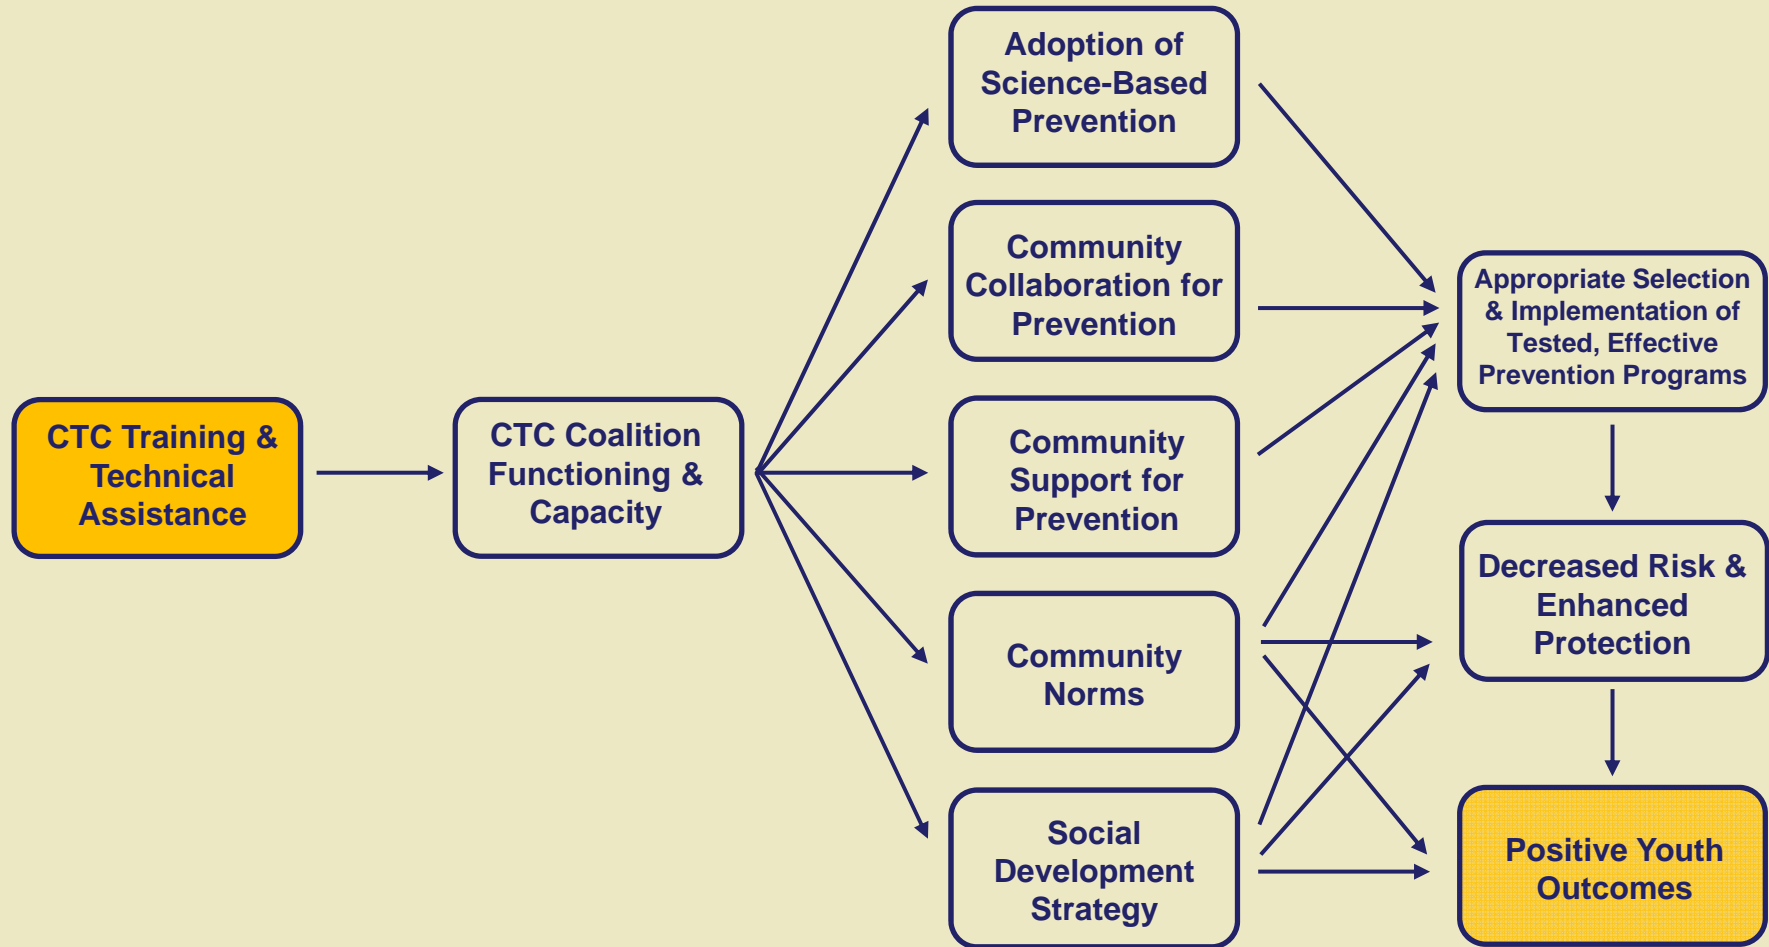 CTC Training &
Technical
Assistance
CTC Coalition
Functioning &
Capacity
Adoption of
Science-Based
Prevention
Community
Collaboration for
Prevention
Community
Support for
Prevention
Community
Norms
Social
Development
Strategy
Appropriate Selection
& Implementation of
Tested, Effective
Prevention Programs
Decreased Risk &
Enhanced
Protection
Positive Youth
Outcomes